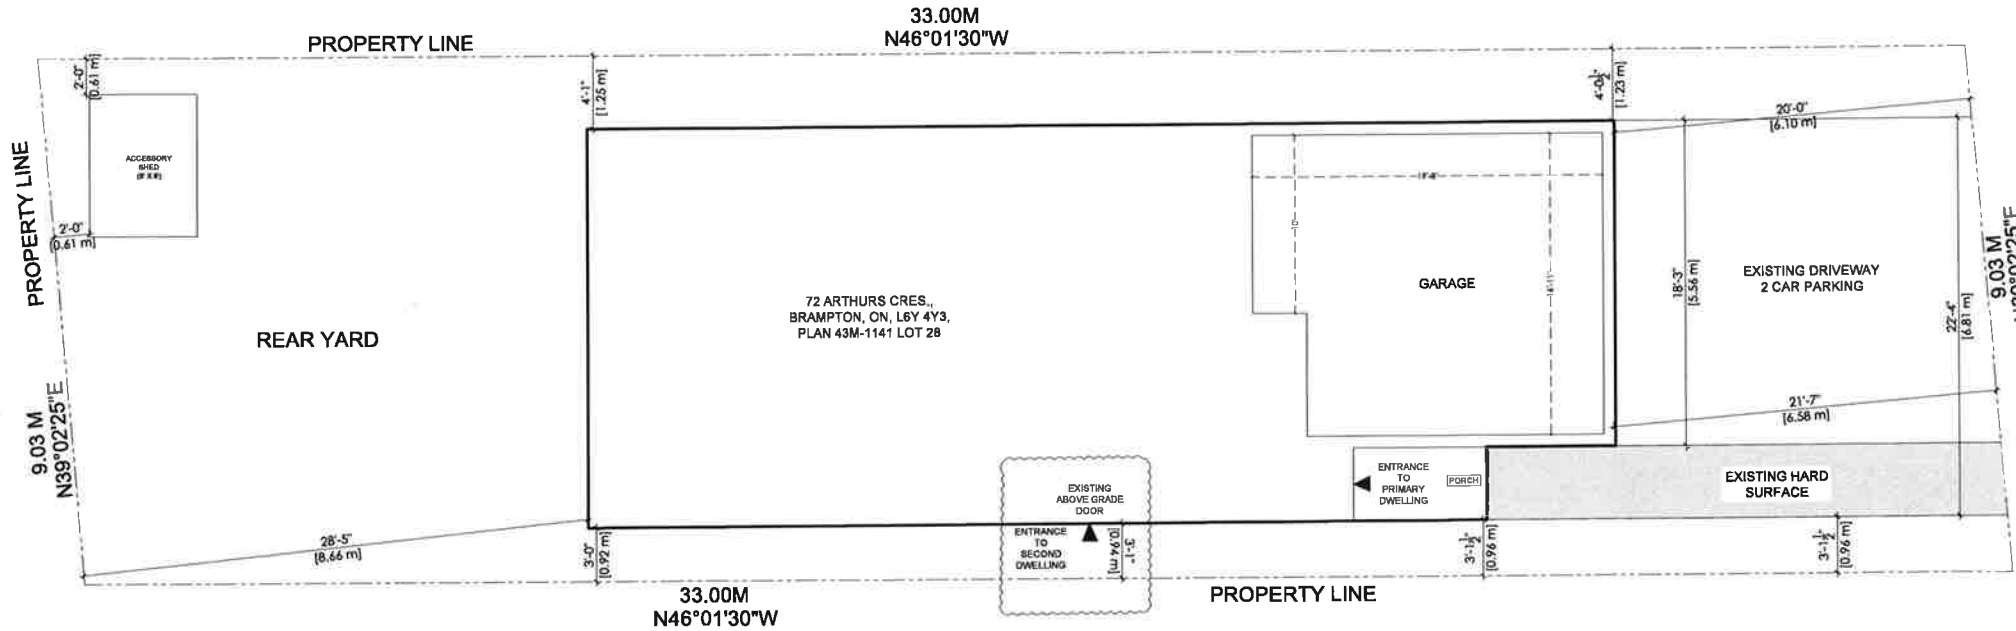 33.00M
N46°01'30"W
PROPERTY LINE
2'-0"
[0.61 m]
4'-1"
[1.25 m]
4'-0½"
[1.23 m]
20'-0"
[6.10 m]
ACCESSORY
SHED
PROPERTY LINE
2'-0"
[0.61 m]
REAR YARD
72 ARTHURS CRES.,
BRAMPTON, ON, L6Y 4Y3,
PLAN 43M-1141 LOT 28
GARAGE
18'-3"
[5.56 m]
EXISTING DRIVEWAY
2 CAR PARKING
22'-4"
[6.81 m]
9.03 M
9.03 M
N39°02'25"E
21'-7"
[6.58 m]
EXISTING
ABOVE GRADE
DOOR
ENTRANCE
TO
PRIMARY
DWELLING
PORCH
EXISTING HARD
SURFACE
28'-5"
[8.66 m]
3'-0"
[0.92 m]
ENTRANCE
TO
SECOND
DWELLING
3'-1"
[0.94 m]
3'-1½"
[0.96 m]
3'-1½"
[0.96 m]
33.00M
N46°01'30"W
PROPERTY LINE